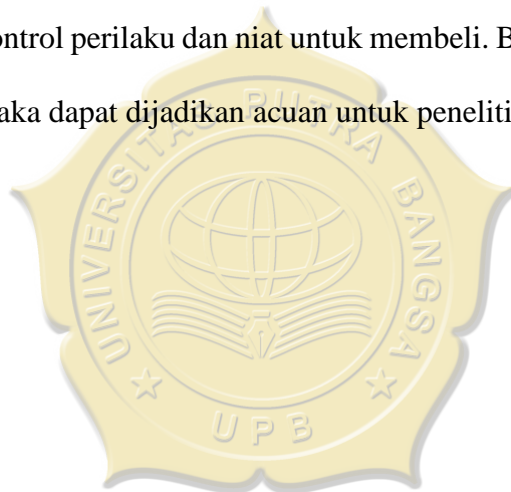 ontrol perilaku dan niat untuk membeli. B
aka dapat dijadikan acuan untuk peneliti
UNIVERSITAS PUTRA BANGSA
UPB